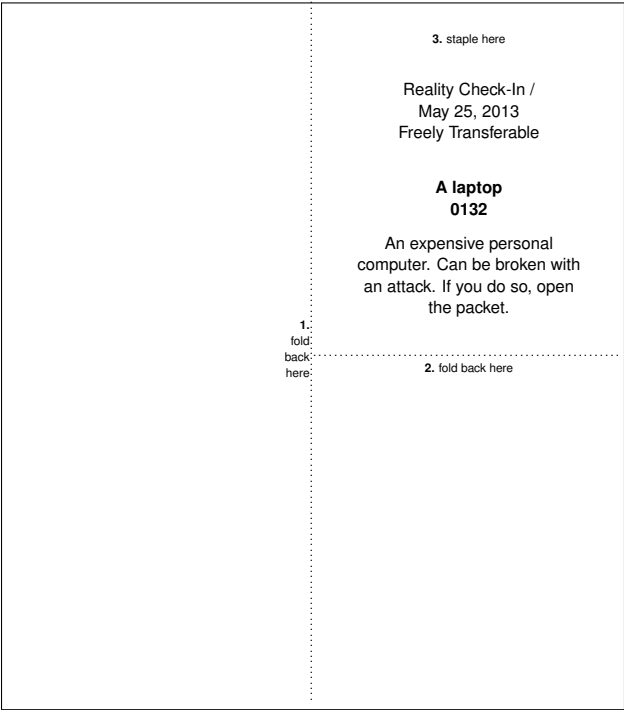 3. staple here
Reality Check-In /
May 25, 2013
Freely Transferable
A laptop
0132
An expensive personal
computer. Can be broken with
an attack. If you do so, open
the packet.
1.
fold
back
here
2. fold back here